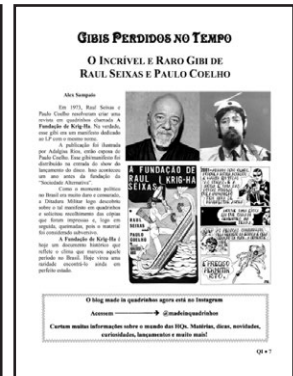 GIBIS PERDIDOS NO TEMPO
O INCRÍVEL E RARO GIBI DE
RAUL SEIXAS E PAULO COELHO
Alex Sampaio
Em 1973, Raul Seixas e
Paulo Coelho resolveram criar uma
revista em quadrinhos chamada A
Fundação de Krig-Ha. Na verdade,
esse gibi era um manifesto dedicado
ao LP com o mesmo nome.
A publicação foi ilustrada
por Adalgisa Rios, então esposa de
Paulo Coelho. Esse gibi/manifesto foi
distribuído na entrada do show do
lançamento do disco. Isso aconteceu
um ano antes da fundação da
"Sociedade Alternativa".
Como o momento político
no Brasil era muito duro e censurado,
a Ditadura Militar logo descobriu
sobre o tal manifesto em quadrinhos
e solicitou recolhimento das cópias
que foram impressas e, logo em
seguida, queimadas, pois o material
foi considerado subversivo.
A Fundação de Krig-Ha é
hoje um documento histórico que
reflete o clima que marcou aquele
período no Brasil. Hoje virou uma
raridade encontrá-lo ainda em
perfeito estado.
A FUNDAÇÃO DE
RAUL KRIG-HA
SEIXAS
PAULO
COELHO
O blog made in quadrinhos agora está no Instagram
Acessem → @madeinquadrinhos
Curtam muitas informações sobre o mundo das HQs. Matérias, dicas, novidades,
curiosidades, lançamentos e muito mais!
QI • 7